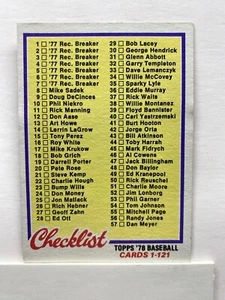 1 '77 Rec. Breaker
2 '77 Rec. Breaker
3 '77 Rec. Breaker
4 '77 Rec. Breaker
5 '77 Rec. Breaker
6 '77 Rec. Breaker
7 '77 Rec. Breaker
8 Mike Sadek
9 Doug DeCinces
10 Phil Niekro
11 Rick Manning
12 Don Aase
13 Art Howe
14 Lerrin LaGrow
15 Tony Perez
16 Roy White
17 Mike Krukow
18 Bob Grich
19 Darrell Porter
20 Pete Rose
21 Steve Kemp
22 Charlie Hough
23 Bump Wills
24 Don Money
25 Jon Matlack
26 Rich Hebner
27 Geoff Zahn
28 Ed Ott
29 Bob Lacey
30 George Hendrick
31 Glenn Abbott
32 Garry Templeton
33 Dave Lemanczyk
34 Willie McCovey
35 Sparky Lyle
36 Eddie Murray
37 Rick Waits
38 Willie Montanez
39 Floyd Bannister
40 Carl Yastrzemski
41 Burt Hooton
42 Jorge Orta
43 Bill Atkinson
44 Toby Harrah
45 Mark Fidrych
46 Al Cowens
47 Jack Billingham
48 Don Baylor
49 Ed Kranepool
50 Rick Reuschel
51 Charlie Moore
52 Jim Lonborg
53 Phil Garner
54 Tom Johnson
55 Mitchell Page
56 Randy Jones
57 Dan Meyer
Checklist
TOPPS '78 BASEBALL
CARDS 1-121